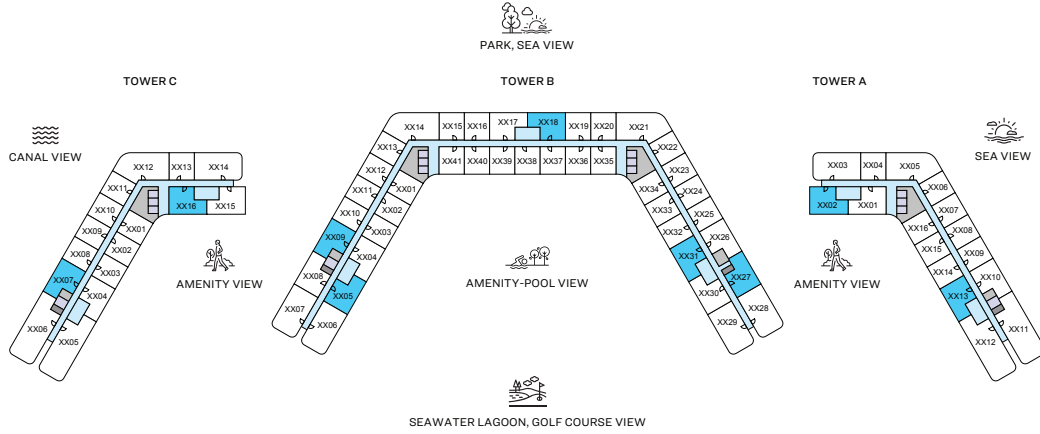 PARK, SEA VIEW
TOWER C
TOWER B
TOWER A
CANAL VIEW
SEA VIEW
XX12
XX13
XX14
XX11
XX10
XX09
XX08
XX07
XX06
XX05
XX04
XX03
XX02
XX01
XX16
XX15
AMENITY VIEW
XX14
XX15
XX16
XX17
XX18
XX19
XX20
XX21
XX13
XX12
XX11
XX10
XX09
XX08
XX07
XX06
XX05
XX04
XX03
XX02
XX01
XX41
XX40
XX39
XX38
XX37
XX36
XX35
XX22
XX23
XX24
XX25
XX26
XX27
XX28
XX29
XX30
XX31
XX32
XX33
XX34
AMENITY-POOL VIEW
XX03
XX04
XX05
XX02
XX01
XX06
XX07
XX08
XX09
XX10
XX11
XX12
XX13
XX14
XX15
XX16
AMENITY VIEW
SEAWATER LAGOON, GOLF COURSE VIEW